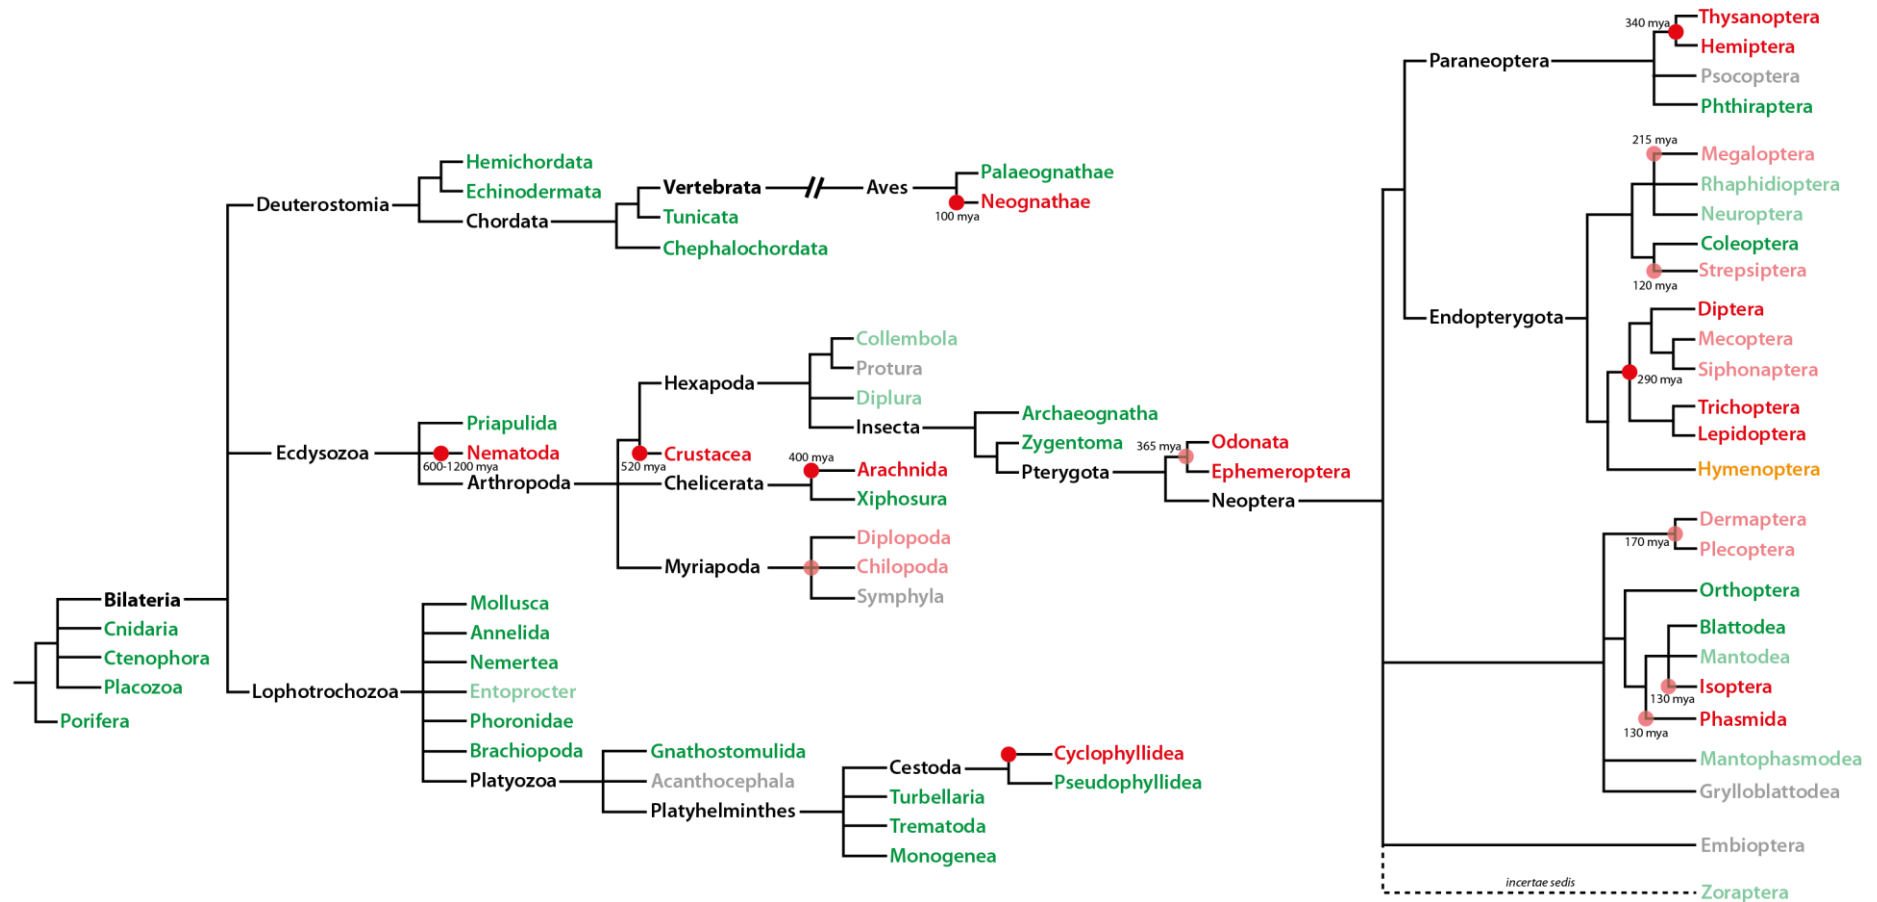 Bilateria
Cnidaria
Ctenophora
Placozoa
Porifera
Deuterostomia
Hemichordata
Echinodermata
Chordata
Vertebrata
Tunicata
Chephalochordata
Aves
Palaeognathae
Neognathae
100 mya
Ecdysozoa
Priapulida
Nematoda
600-1200 mya
Arthropoda
Hexapoda
Crustacea
520 mya
Chelicerata
Myriapoda
Collembola
Protura
Diplura
Insecta
400 mya
Arachnida
Xiphosura
Diplopoda
Chilopoda
Symphyla
Archaeognatha
Zygentoma
Pterygota
365 mya
Odonata
Ephemeroptera
Neoptera
Lophotrochozoa
Mollusca
Annelida
Nemertea
Entoprocter
Phoronidae
Brachiopoda
Platyozoa
Gnathostomulida
Acanthocephala
Platyhelminthes
Cestoda
Turbellaria
Trematoda
Monogenea
Cyclophyllidea
Pseudophyllidea
Paraneoptera
340 mya
Thysanoptera
Hemiptera
Psocoptera
Phthiraptera
Endopterygota
215 mya
Megaloptera
Rhaphidioptera
Neuroptera
Coleoptera
Strepsiptera
120 mya
Diptera
Mecoptera
Siphonaptera
290 mya
Trichoptera
Lepidoptera
Hymenoptera
Dermaptera
170 mya
Plecoptera
Orthoptera
Blattodea
Mantodea
Isoptera
130 mya
Phasmida
130 mya
Mantophasmodea
Grylloblattodea
Embioptera
incertae sedis
Zoraptera